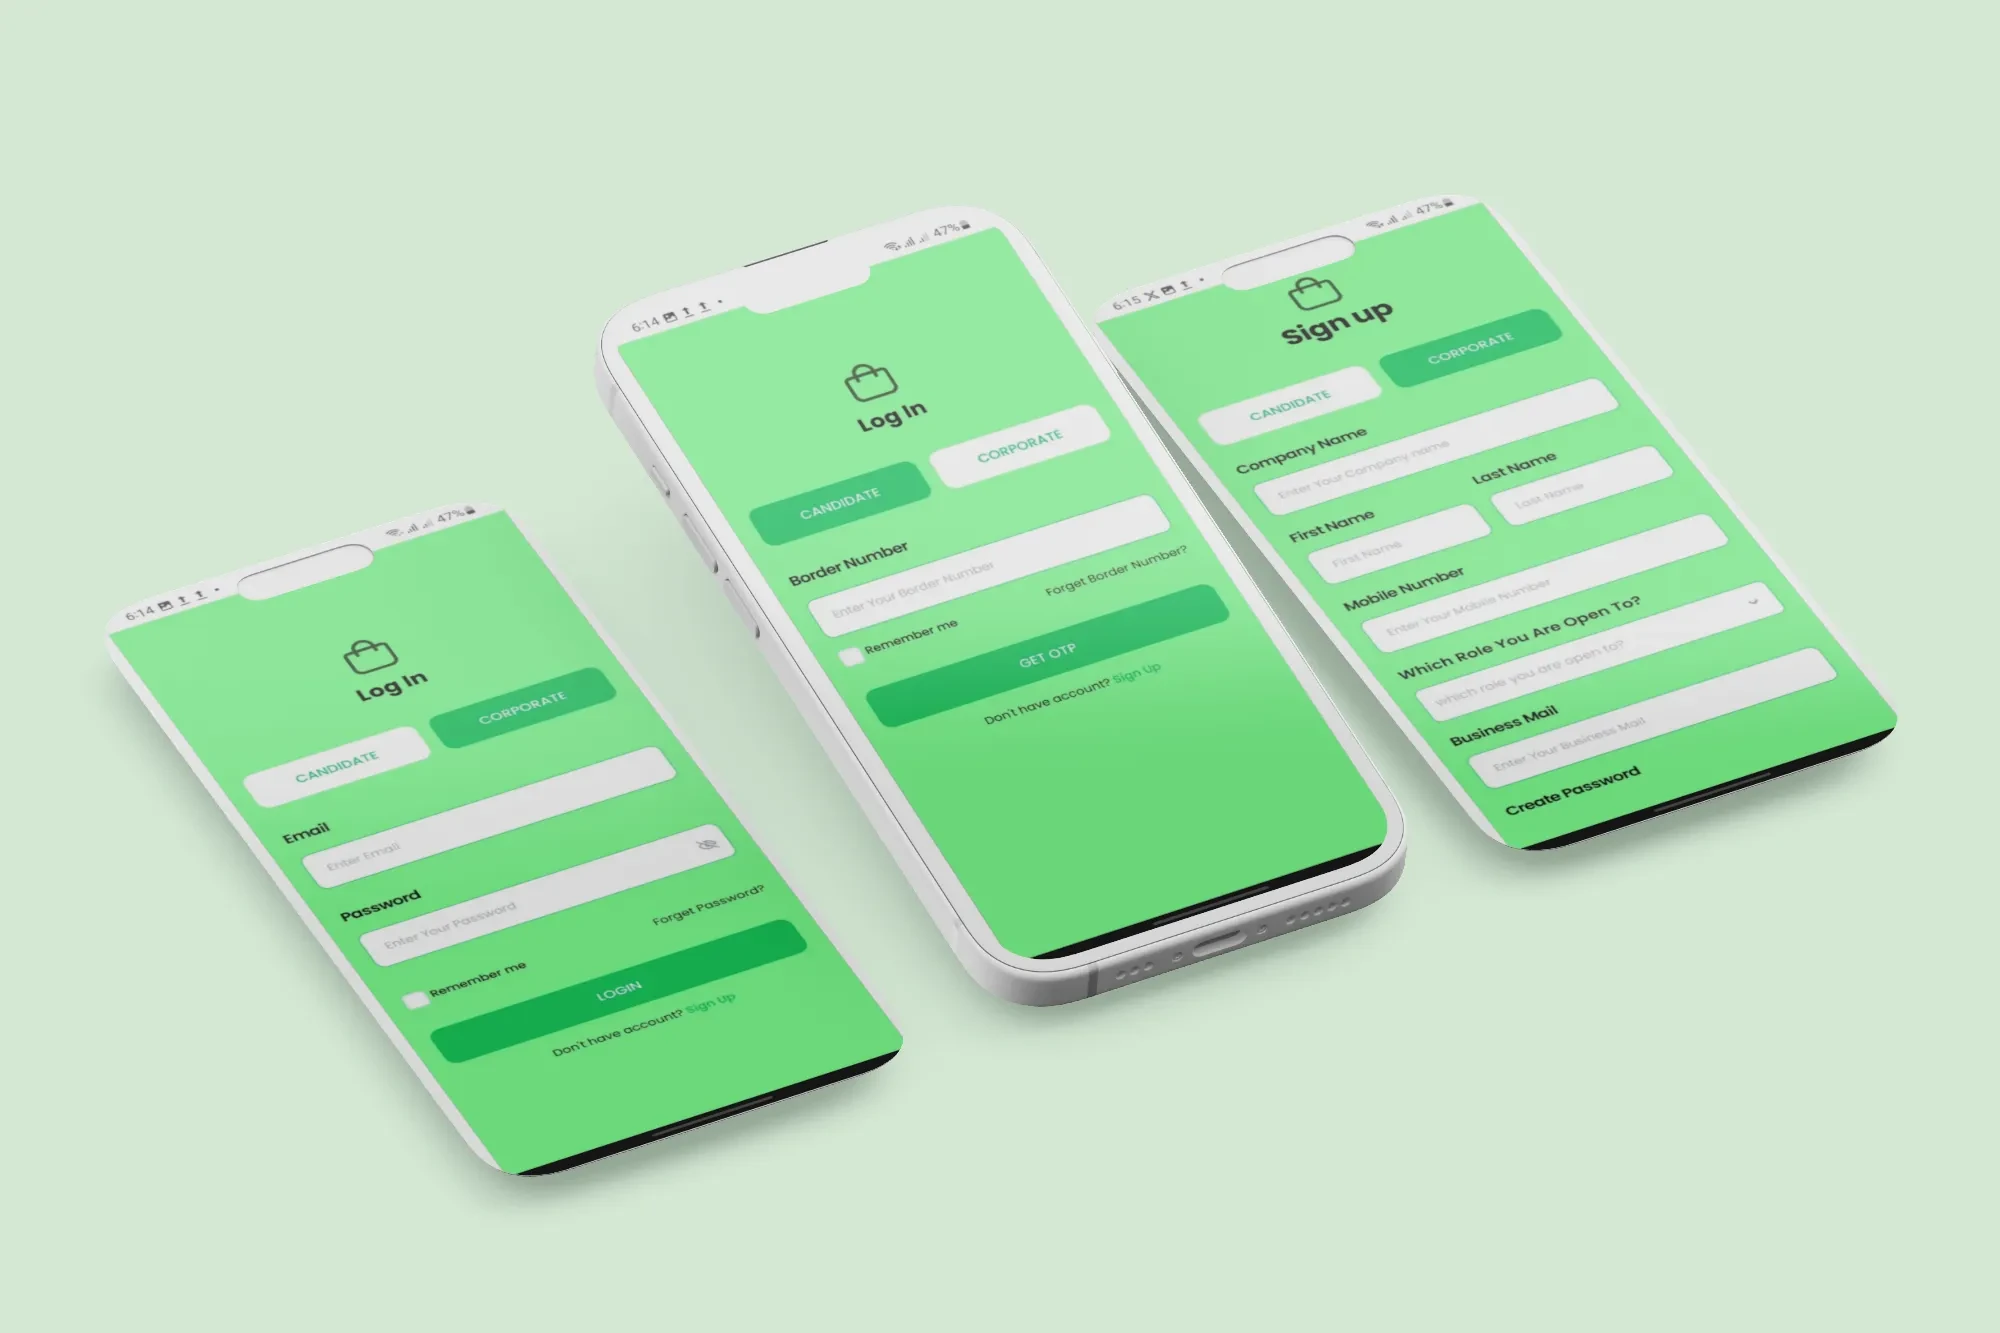 6:14
47%
Log In
CANDIDATE
CORPORATE
Email
Enter Email
Password
Enter Your Password
Forget Password?
Remember me
LOGIN
Don't have account? Sign Up
6:14
47%
Log In
CANDIDATE
CORPORATE
Border Number
Enter Your Border Number
Forget Border Number?
Remember me
GET OTP
Don't have account? Sign Up
6:15
47%
Sign up
CANDIDATE
CORPORATE
Company Name
Enter Your Company name
First Name
Last Name
First Name
Last Name
Mobile Number
Enter Your Mobile Number
Which Role You Are Open To?
which role you are open to?
Business Mail
Enter Your Business Mail
Create Password